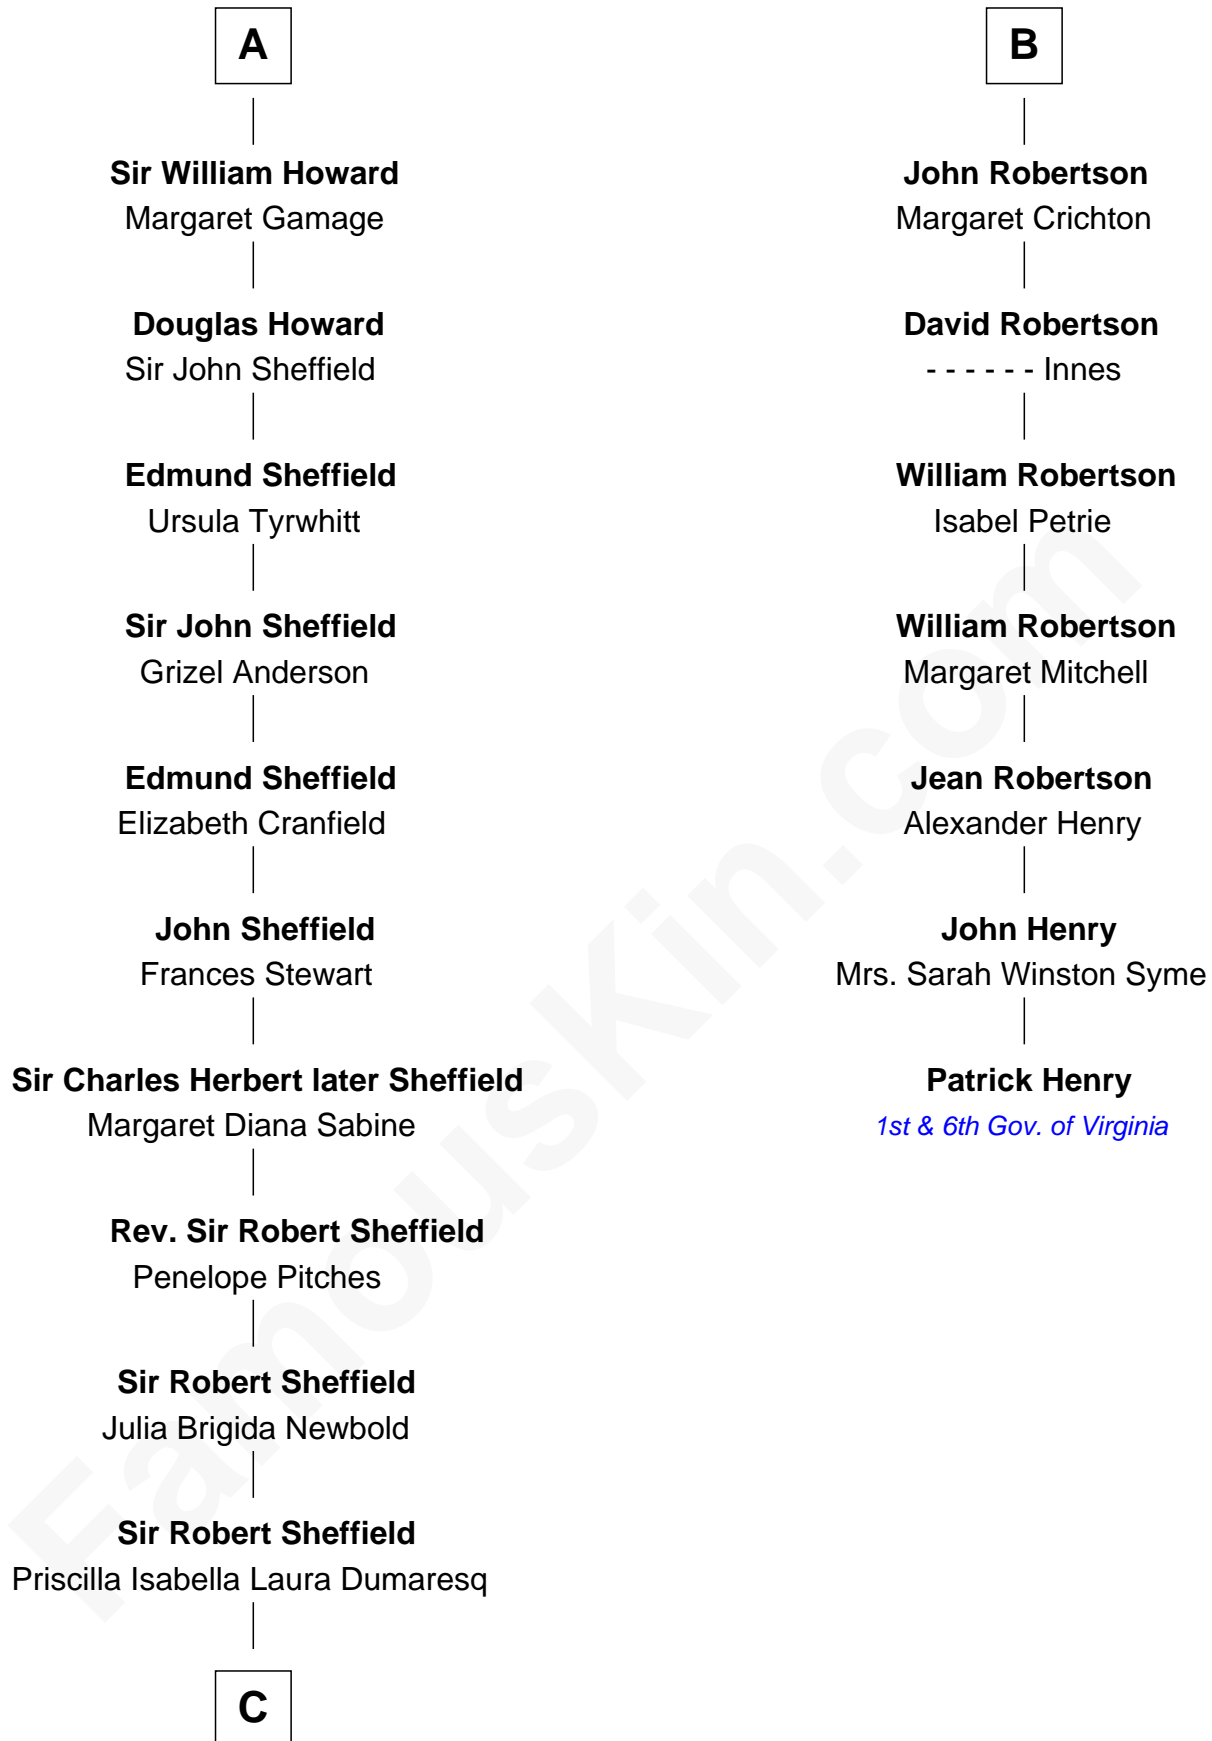 A
Sir William Howard
Margaret Gamage
Douglas Howard
Sir John Sheffield
Edmund Sheffield
Ursula Tyrwhitt
Sir John Sheffield
Grizel Anderson
Edmund Sheffield
Elizabeth Cranfield
John Sheffield
Frances Stewart
Sir Charles Herbert later Sheffield
Margaret Diana Sabine
Rev. Sir Robert Sheffield
Penelope Pitches
Sir Robert Sheffield
Julia Brigida Newbold
Sir Robert Sheffield
Priscilla Isabella Laura Dumaresq
C
B
John Robertson
Margaret Crichton
David Robertson
- - - - - - Innes
William Robertson
Isabel Petrie
William Robertson
Margaret Mitchell
Jean Robertson
Alexander Henry
John Henry
Mrs. Sarah Winston Syme
Patrick Henry
1st & 6th Gov. of Virginia
FamousKin.com